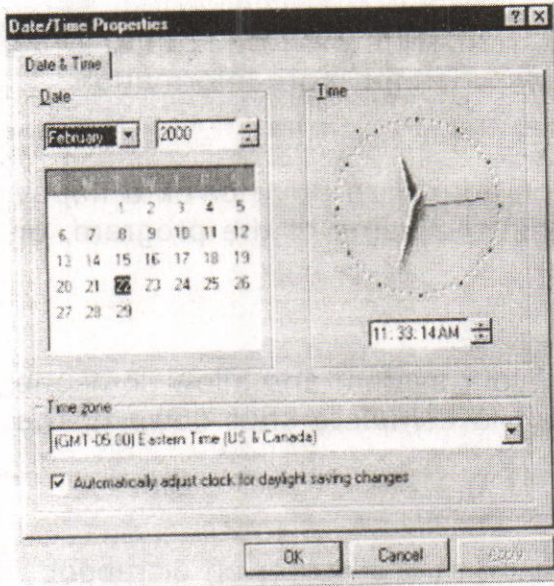 Date/Time Properties
? X
Date & Time
Date
Time
February
2000
1 2 3 4 5
6 7 8 9 10 11 12
13 14 15 16 17 18 19
20 21 22 23 24 25 26
27 28 29
11:33:14 AM
Time zone
(GMT-05:00) Eastern Time (US & Canada)
Automatically adjust clock for daylight saving changes
OK
Cancel
Apply